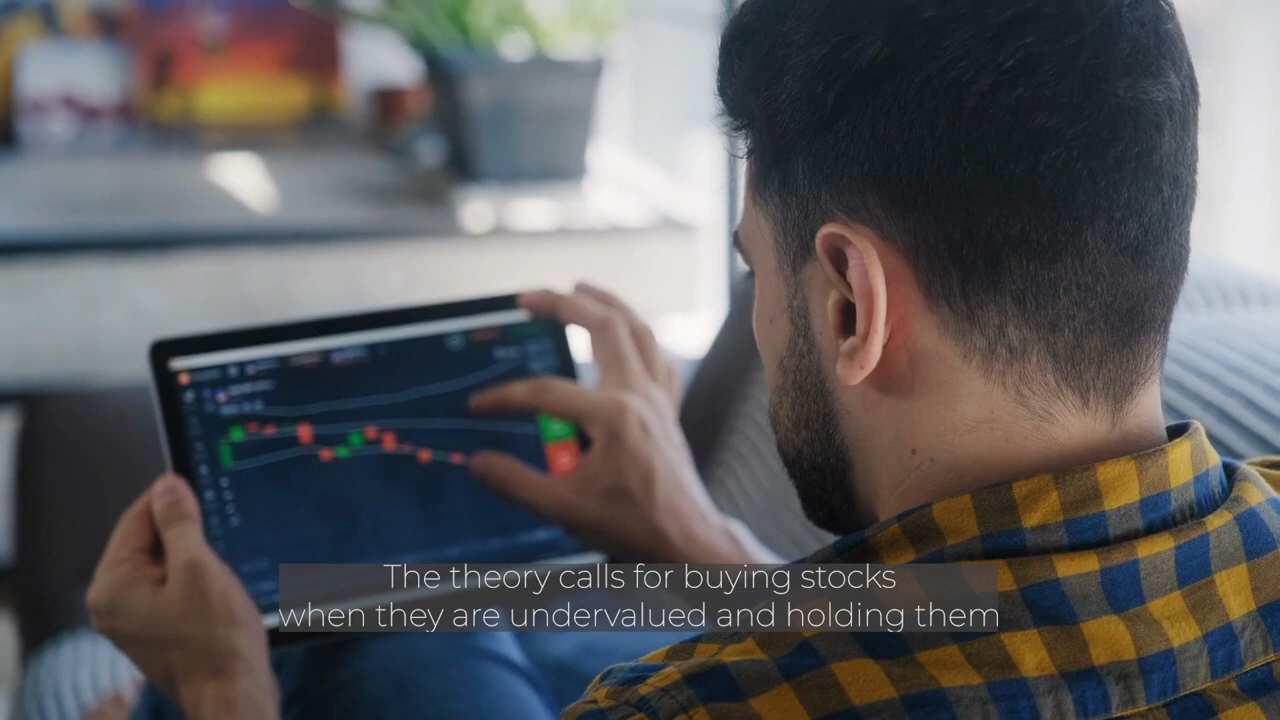 The theory calls for buying stocks
when they are undervalued and holding them